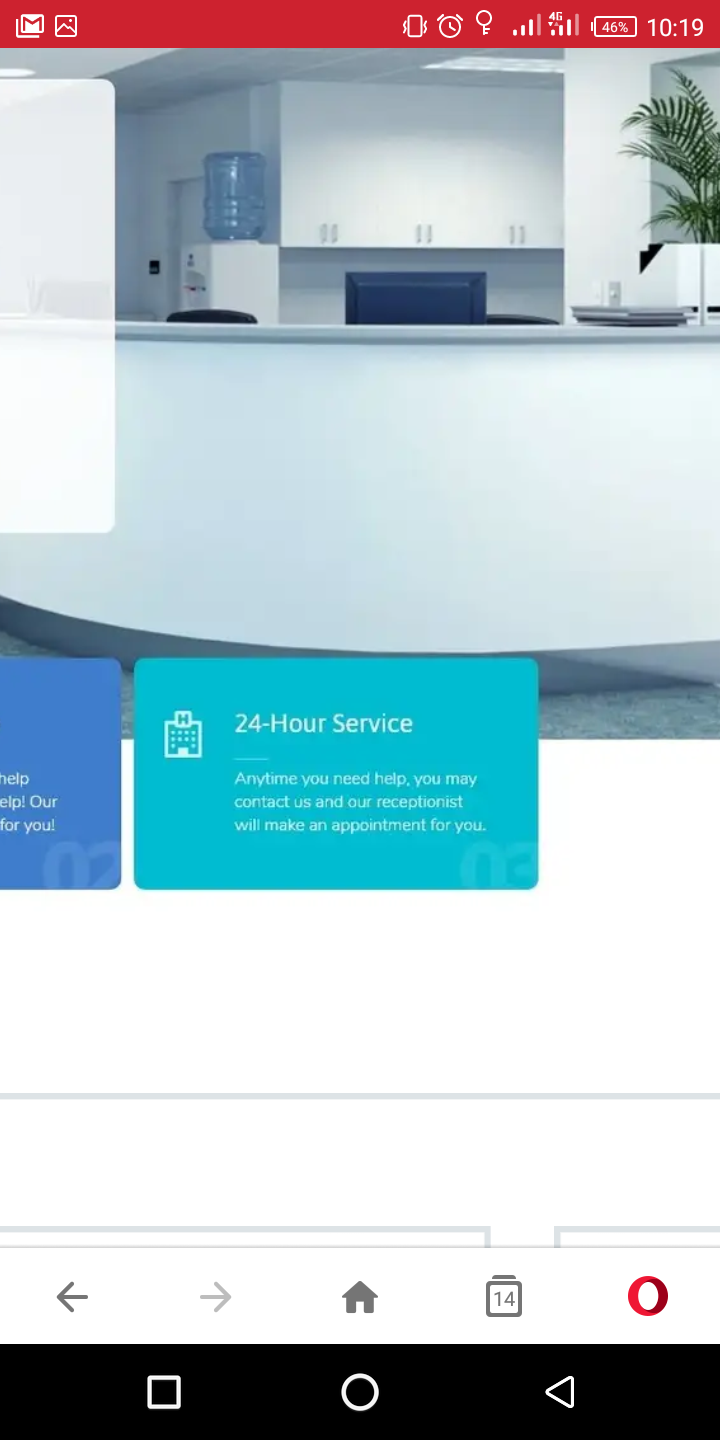 4G
46%
10:19
help
elp! Our
for you!
02
H
24-Hour Service
Anytime you need help, you may
contact us and our receptionist
will make an appointment for you.
03
14